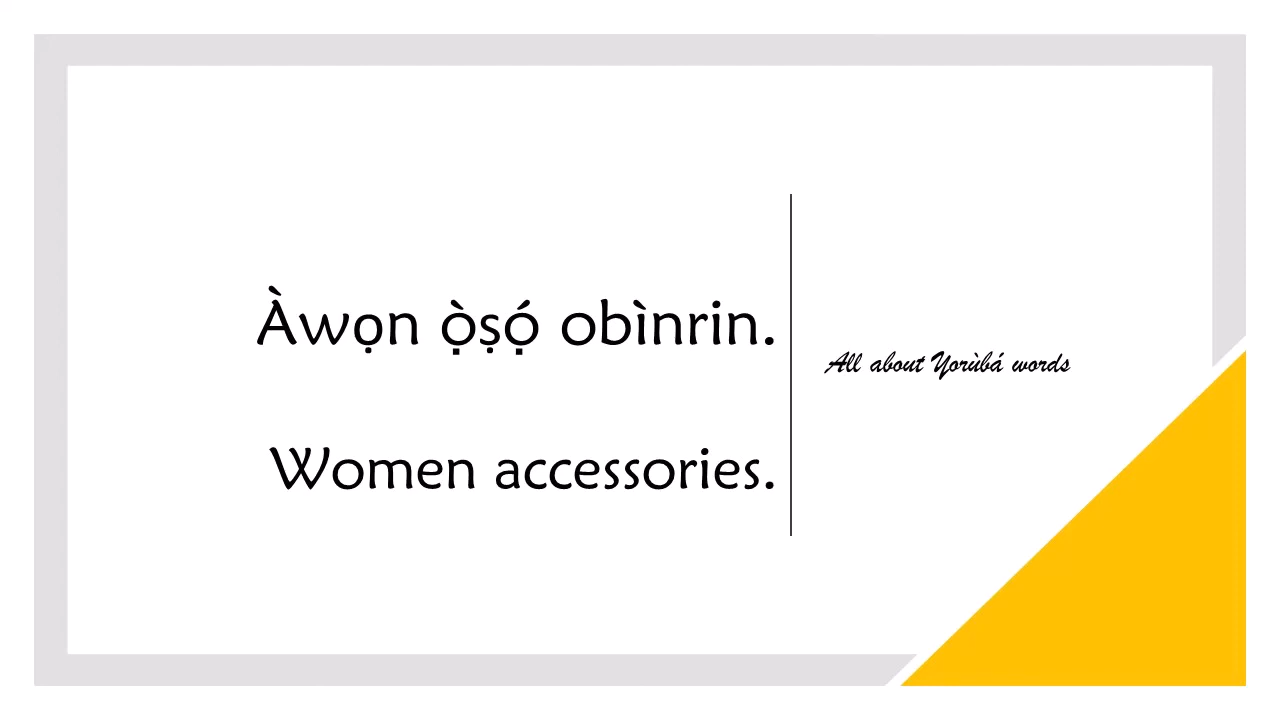 Àwọn ọ̀ṣọ́ obìnrin.
Women accessories.
All about Yorùbá words